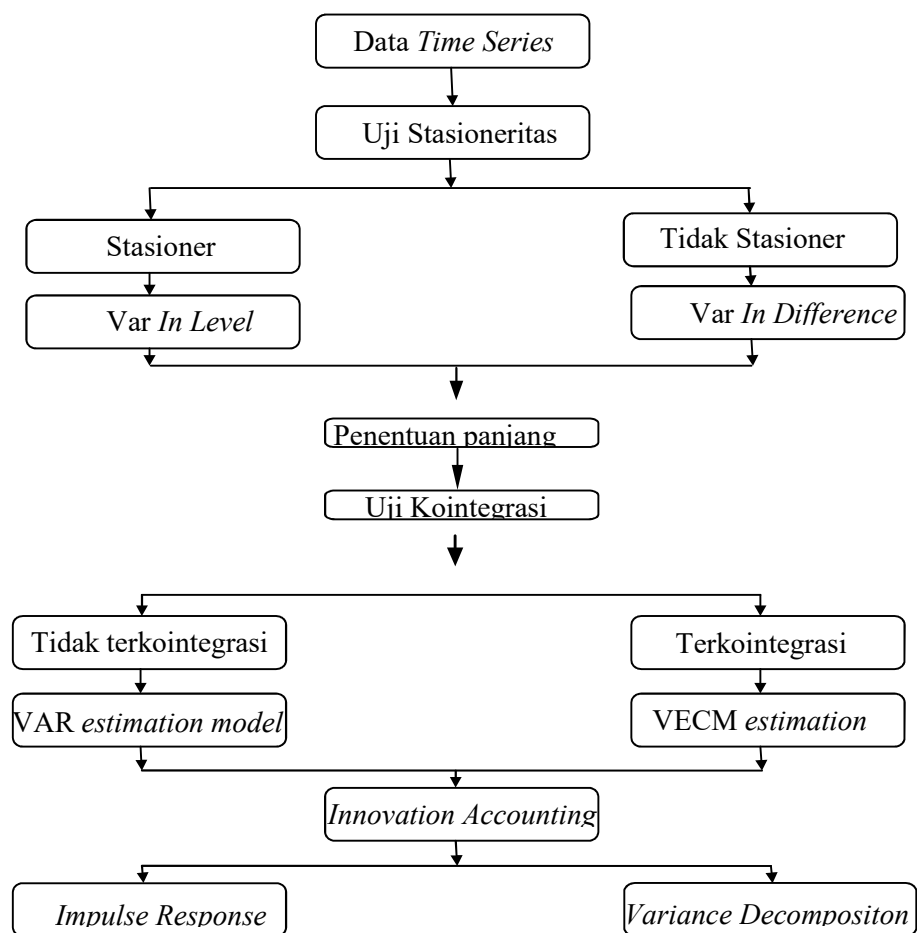 Data Time Series
Uji Stasioneritas
Stasioner
Tidak Stasioner
Var In Level
Var In Difference
Penentuan panjang
Uji Kointegrasi
Tidak terkointegrasi
Terkointegrasi
VAR estimation model
VECM estimation
Innovation Accounting
Impulse Response
Variance Decompositon